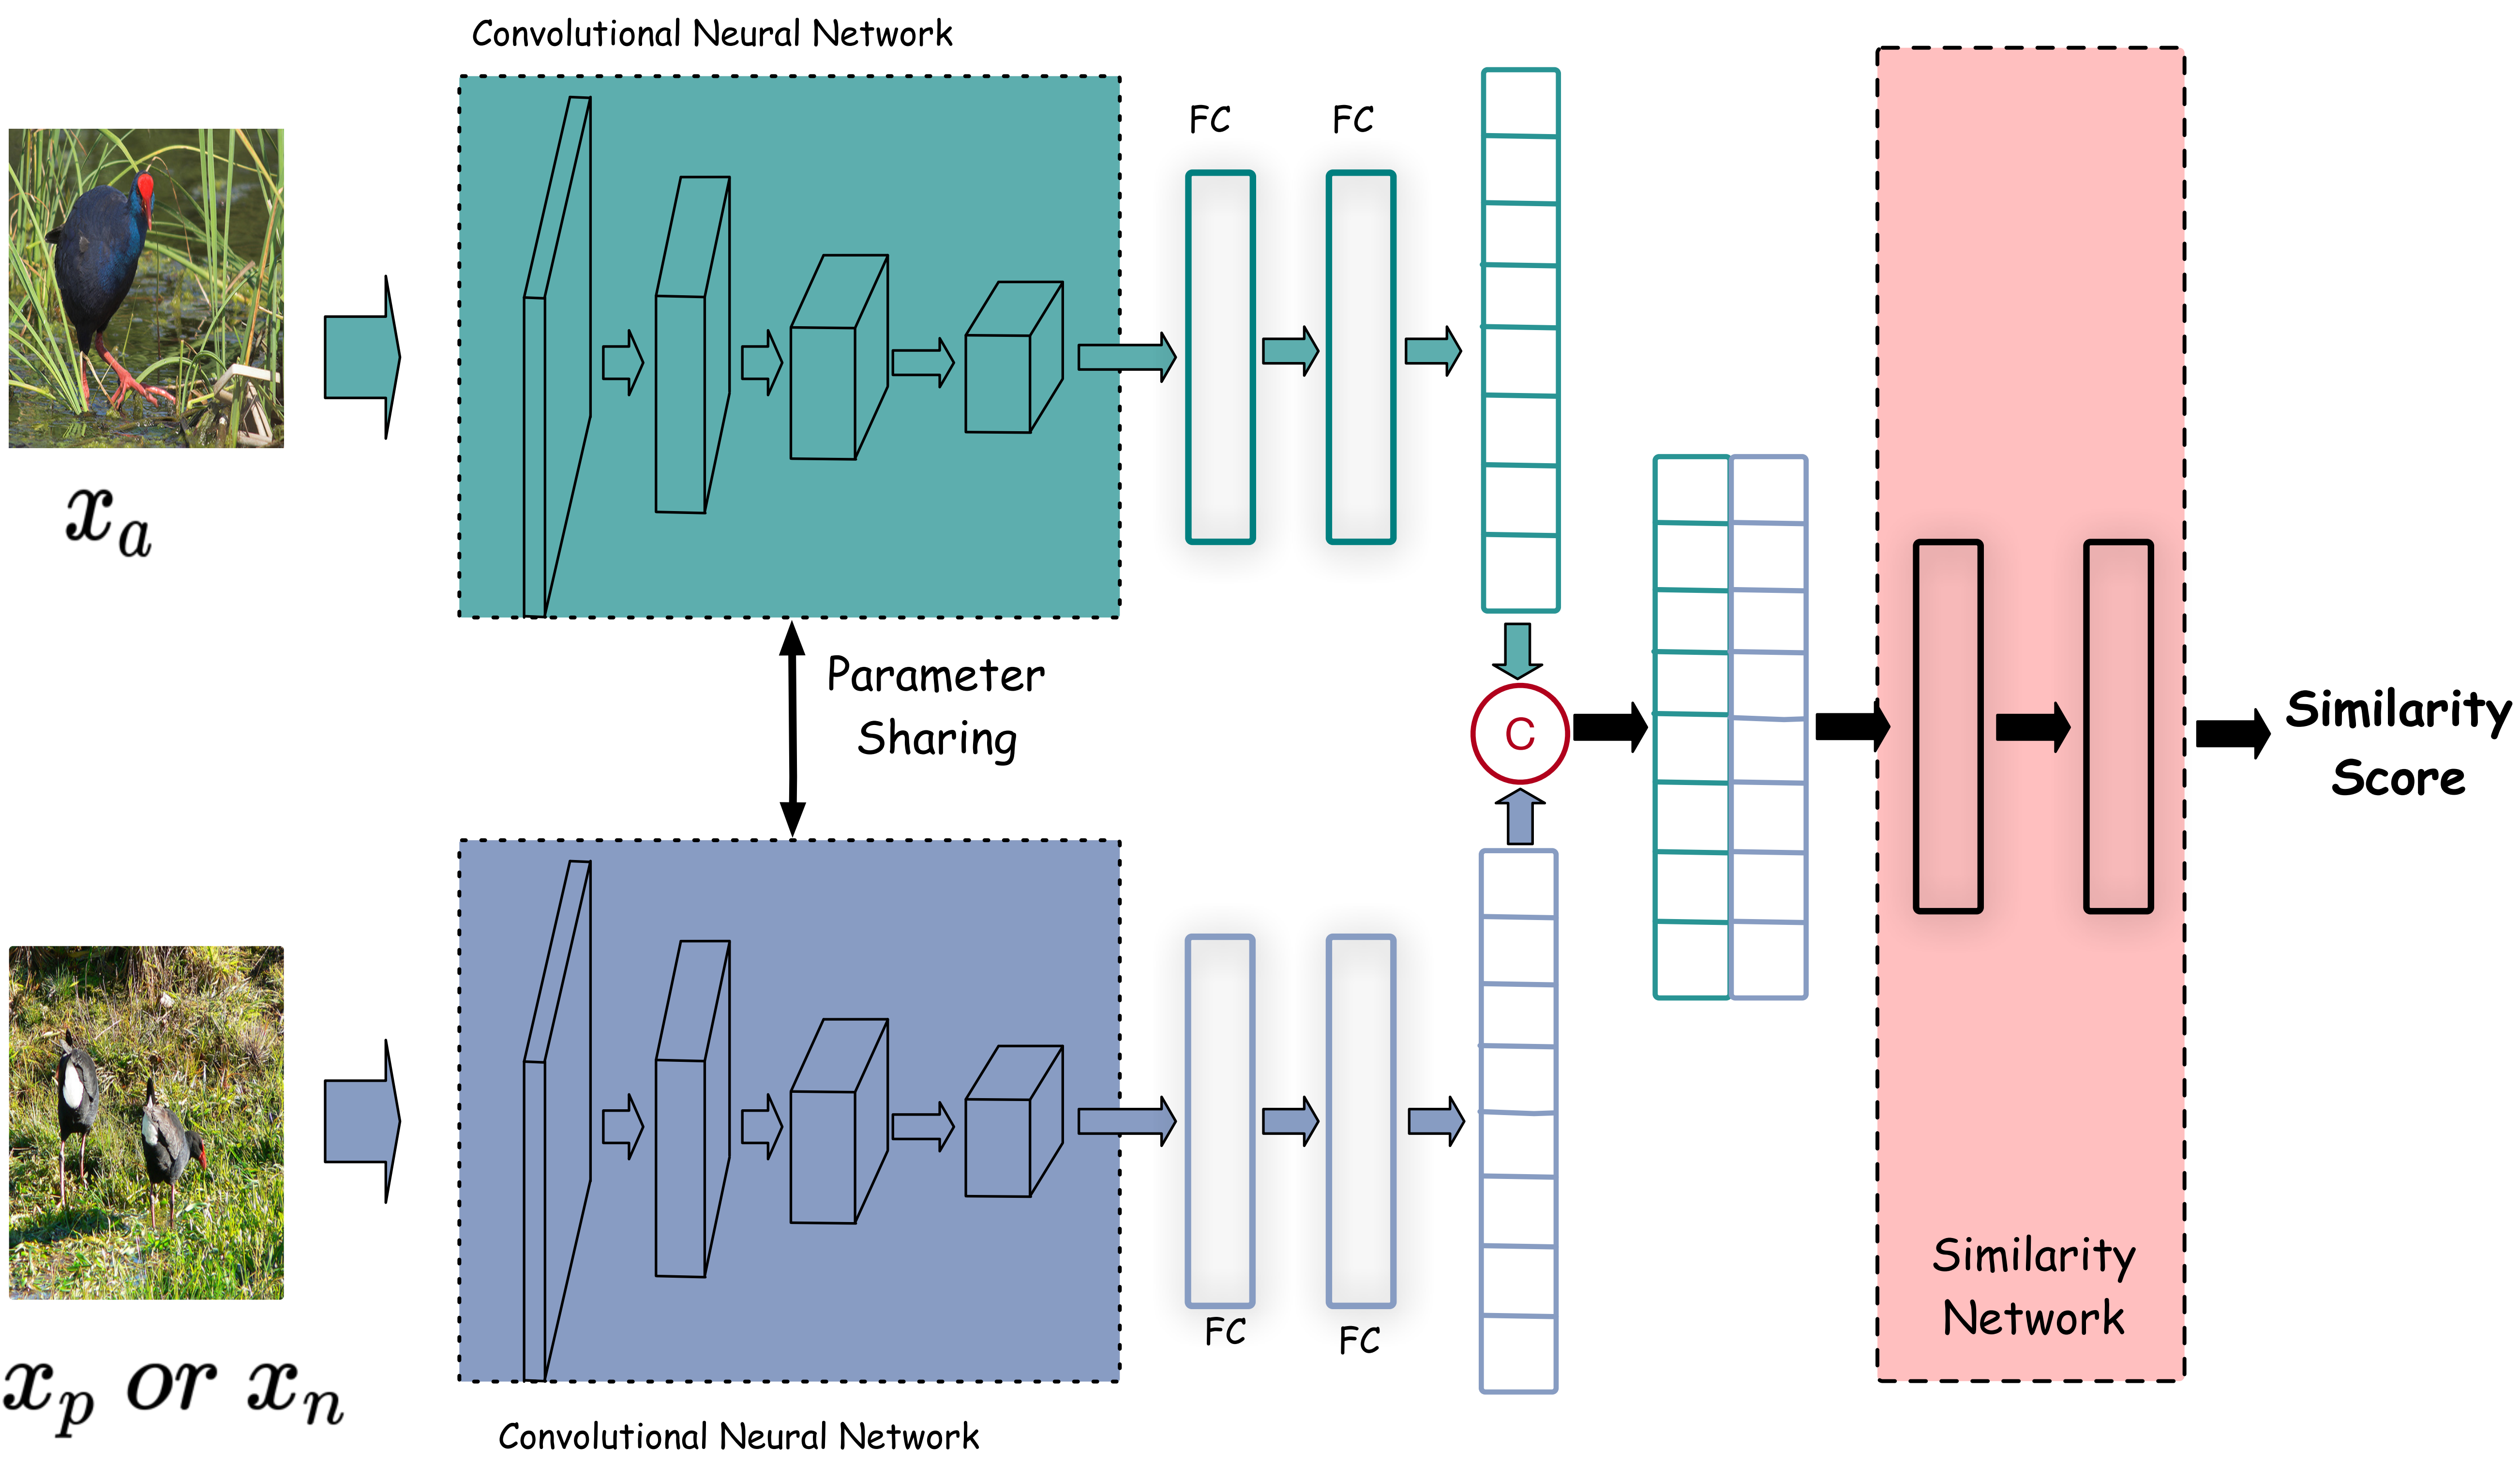 Convolutional Neural Network
FC FC
x_a
Parameter
Sharing
C
Similarity
Score
Similarity
Network
FC FC
x_p or x_n
Convolutional Neural Network